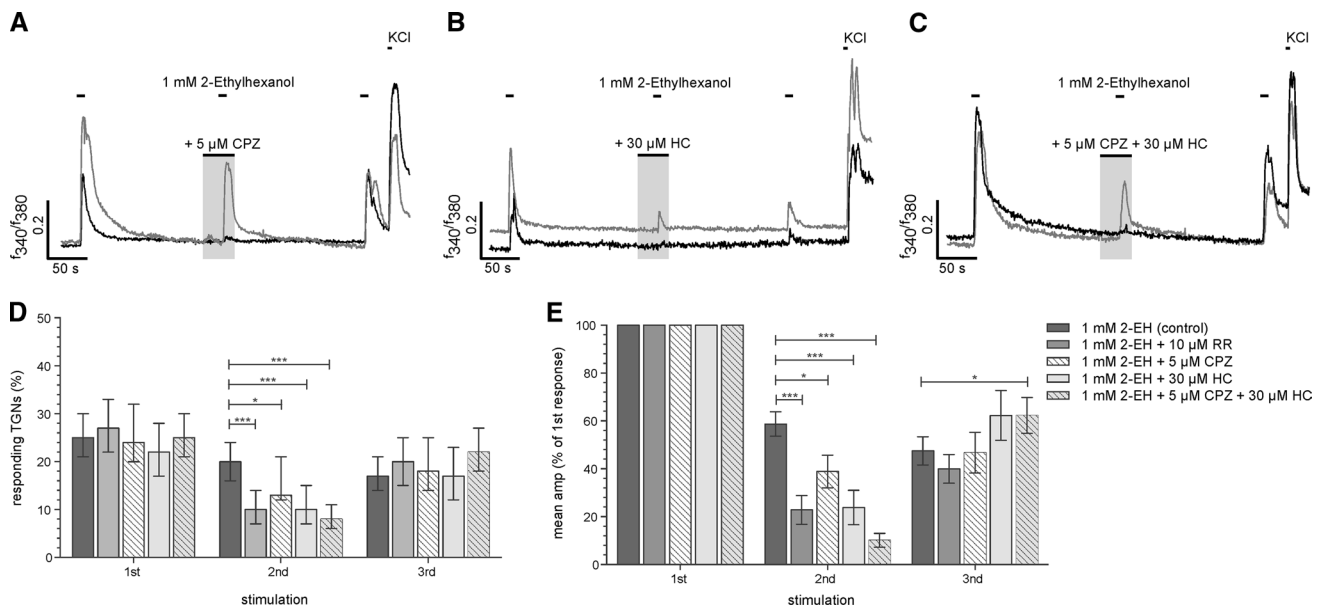 A
KCl
1 mM 2-Ethylhexanol
+ 5 µM CPZ
f340/f380
0.2
50 s
B
KCl
1 mM 2-Ethylhexanol
+ 30 µM HC
f340/f380
0.2
50 s
C
KCl
1 mM 2-Ethylhexanol
+ 5 µM CPZ + 30 µM HC
f340/f380
0.2
50 s
D
responding TGNs (%)
50
40
30
20
10
0
***
***
*
***
1st
2nd
3rd
stimulation
E
mean amp (% of 1st response)
100
80
60
40
20
0
***
***
*
***
*
1st
2nd
3nd
stimulation
1 mM 2-EH (control)
1 mM 2-EH + 10 µM RR
1 mM 2-EH + 5 µM CPZ
1 mM 2-EH + 30 µM HC
1 mM 2-EH + 5 µM CPZ + 30 µM HC